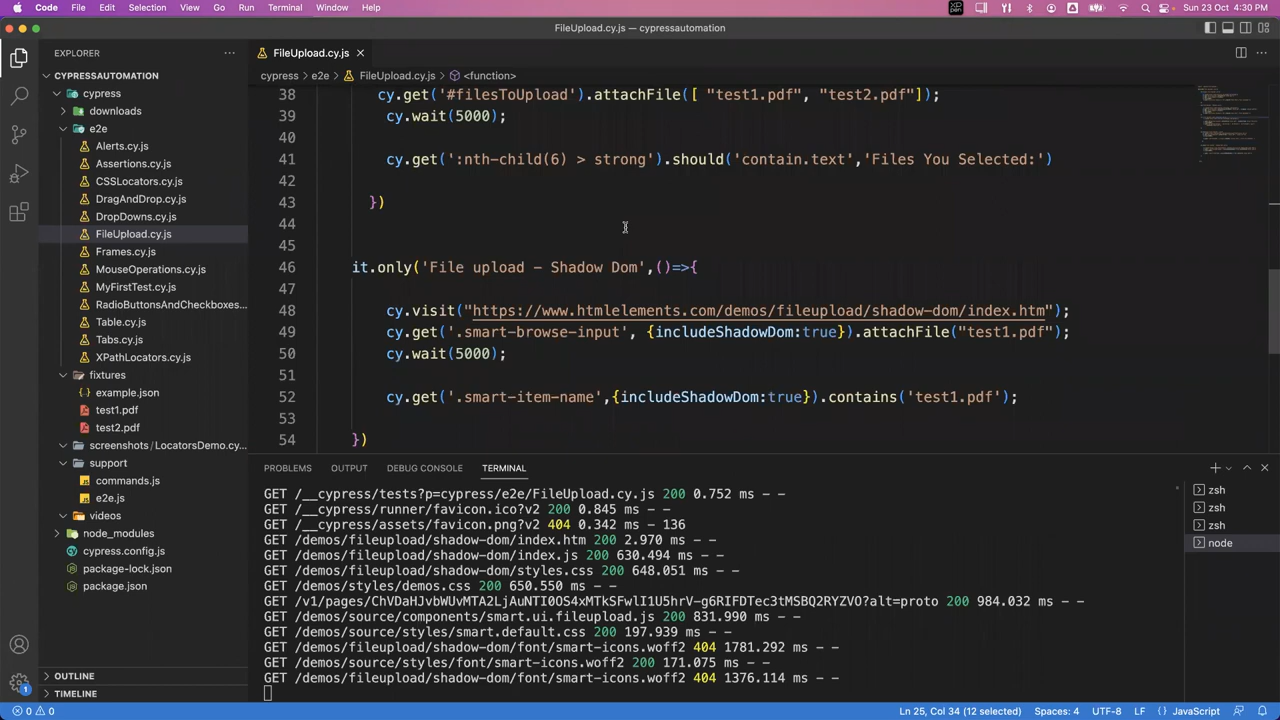 Code File Edit Selection View Go Run Terminal Window Help Sun 23 Oct 4:30 PM
FileUpload.cy.js — cypressautomation
EXPLORER
CYPRESSAUTOMATION
cypress
downloads
e2e
Alerts.cy.js
Assertions.cy.js
CSSLocators.cy.js
DragAndDrop.cy.js
DropDowns.cy.js
FileUpload.cy.js
Frames.cy.js
MouseOperations.cy.js
MyFirstTest.cy.js
RadioButtonsAndCheckboxes...
Table.cy.js
Tabs.cy.js
XPathLocators.cy.js
fixtures
example.json
test1.pdf
test2.pdf
screenshots / LocatorsDemo.cy...
support
commands.js
e2e.js
videos
node_modules
cypress.config.js
package-lock.json
package.json
OUTLINE
TIMELINE
FileUpload.cy.js
cypress > e2e > FileUpload.cy.js > <function>
38 cy.get('#filesToUpload').attachFile([ "test1.pdf", "test2.pdf"]);
39 cy.wait(5000);
40
41 cy.get(':nth-child(6) > strong').should('contain.text','Files You Selected:')
42
43 })
44
45
46 it.only('File upload - Shadow Dom',()=>{
47
48 cy.visit("https://www.htmlelements.com/demos/fileupload/shadow-dom/index.htm");
49 cy.get('.smart-browse-input', {includeShadowDom:true}).attachFile("test1.pdf");
50 cy.wait(5000);
51
52 cy.get('.smart-item-name',{includeShadowDom:true}).contains('test1.pdf');
53
54 })
PROBLEMS OUTPUT DEBUG CONSOLE TERMINAL
GET /__cypress/tests?p=cypress/e2e/FileUpload.cy.js 200 0.752 ms - -
GET /__cypress/runner/favicon.ico?v2 200 0.845 ms - -
GET /__cypress/assets/favicon.png?v2 404 0.342 ms - 136
GET /demos/fileupload/shadow-dom/index.htm 200 2.970 ms - -
GET /demos/fileupload/shadow-dom/index.js 200 630.494 ms - -
GET /demos/fileupload/shadow-dom/styles.css 200 648.051 ms - -
GET /demos/styles/demos.css 200 650.550 ms - -
GET /v1/pages/ChVDaHJvbWUvMTA2LjAuNTI0OS4xMTkSFwlI1U5hrV-g6RIFDTec3tMSBQ2RYZVO?alt=proto 200 984.032 ms - -
GET /demos/source/components/smart.ui.fileupload.js 200 831.990 ms - -
GET /demos/source/styles/smart.default.css 200 197.939 ms - -
GET /demos/fileupload/shadow-dom/font/smart-icons.woff2 404 1781.292 ms - -
GET /demos/source/styles/font/smart-icons.woff2 200 171.075 ms - -
GET /demos/fileupload/shadow-dom/font/smart-icons.woff2 404 1376.114 ms - -
zsh
zsh
zsh
node
0 0 Ln 25, Col 34 (12 selected) Spaces: 4 UTF-8 LF {} JavaScript